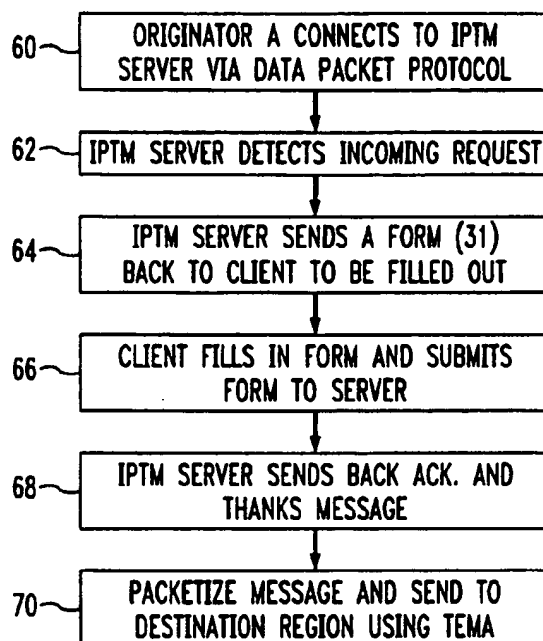 60
ORIGINATOR A CONNECTS TO IPTM
SERVER VIA DATA PACKET PROTOCOL
62
IPTM SERVER DETECTS INCOMING REQUEST
64
IPTM SERVER SENDS A FORM (31)
BACK TO CLIENT TO BE FILLED OUT
66
CLIENT FILLS IN FORM AND SUBMITS
FORM TO SERVER
68
IPTM SERVER SENDS BACK ACK. AND
THANKS MESSAGE
70
PACKETIZE MESSAGE AND SEND TO
DESTINATION REGION USING TEMA